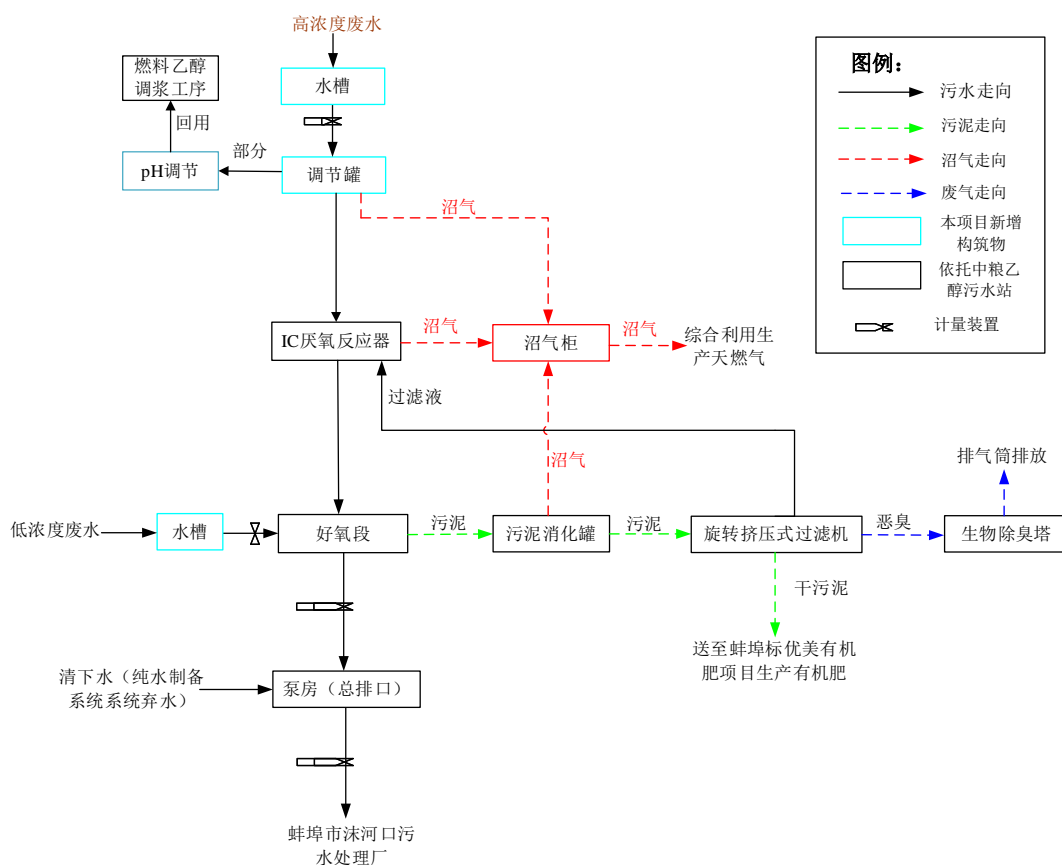 高浓度废水
燃料乙醇
调浆工序
水槽
回用
部分
pH调节
调节罐
沼气
IC厌氧反应器
沼气
沼气柜
沼气
综合利用生
产天燃气
过滤液
沼气
排气筒排放
低浓度废水
水槽
好氧段
污泥
污泥消化罐
污泥
旋转挤压式过滤机
恶臭
生物除臭塔
干污泥
送至蚌埠标优美有机
肥项目生产有机肥
清下水（纯水制备
系统系统弃水）
泵房（总排口）
蚌埠市沫河口污
水处理厂
图例：
污水走向
污泥走向
沼气走向
废气走向
本项目新增
构筑物
依托中粮乙
醇污水站
计量装置